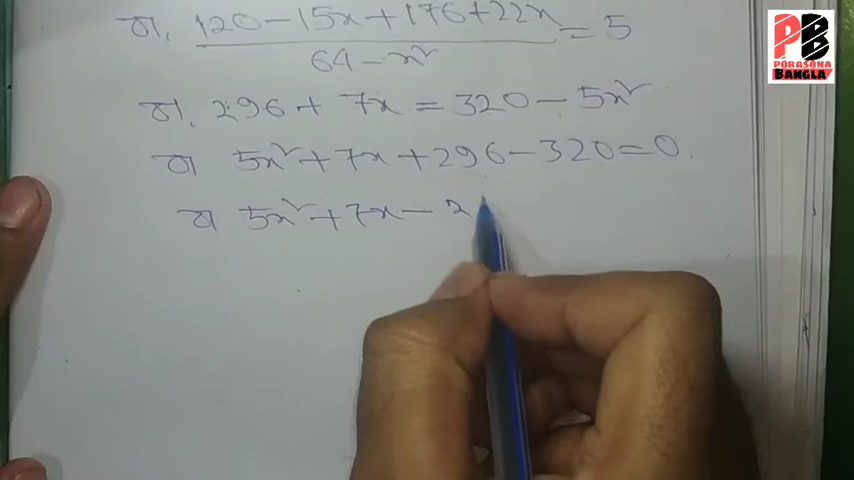 বা, 120-15x+176+22x / 64-x² = 5
বা, 296 + 7x = 320 - 5x²
বা 5x²+7x+296-320=0.
বা 5x²+7x-2
PB
PORASONA
BANGLA